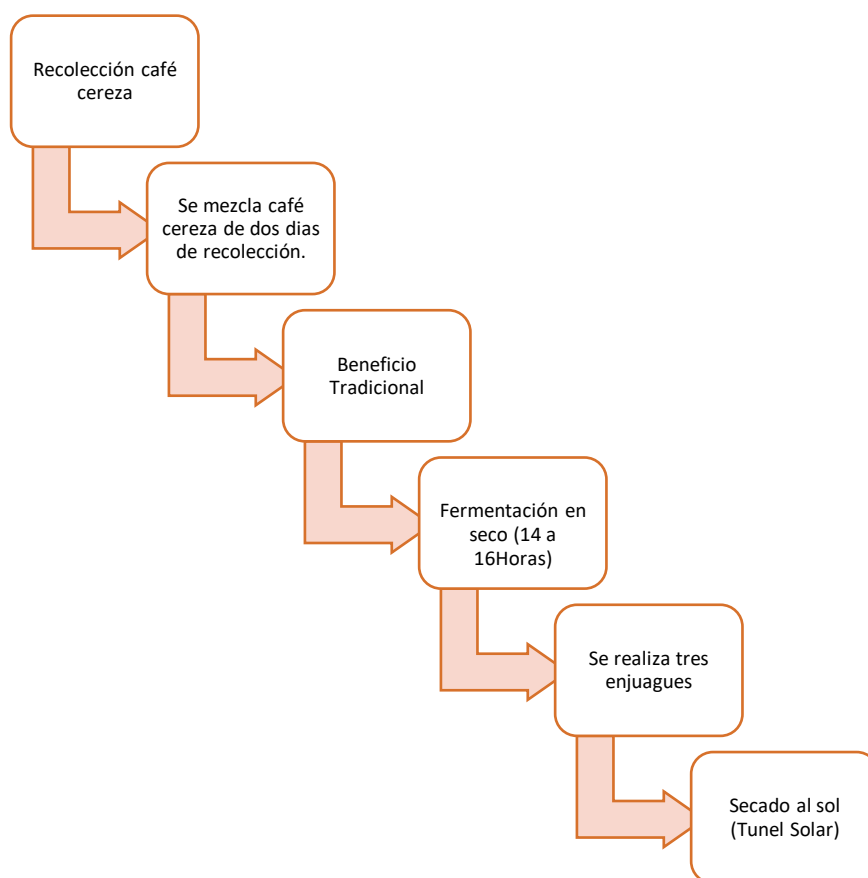 Recolección café
cereza
Se mezcla café
cereza de dos dias
de recolección.
Beneficio
Tradicional
Fermentación en
seco (14 a
16Horas)
Se realiza tres
enjuagues
Secado al sol
(Tunel Solar)